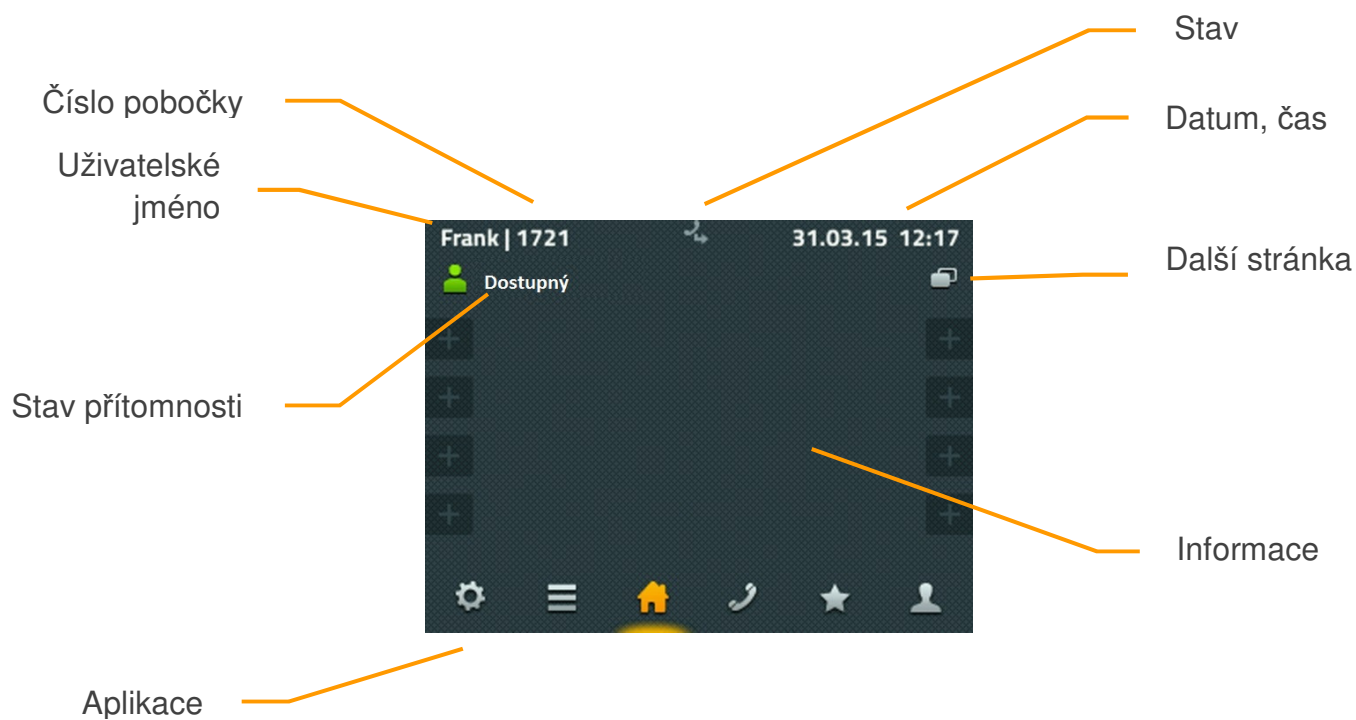 Stav
Číslo pobočky
Datum, čas
Uživatelské
jméno
Frank | 1721
31.03.15 12:17
Další stránka
Dostupný
Stav přítomnosti
Informace
Aplikace